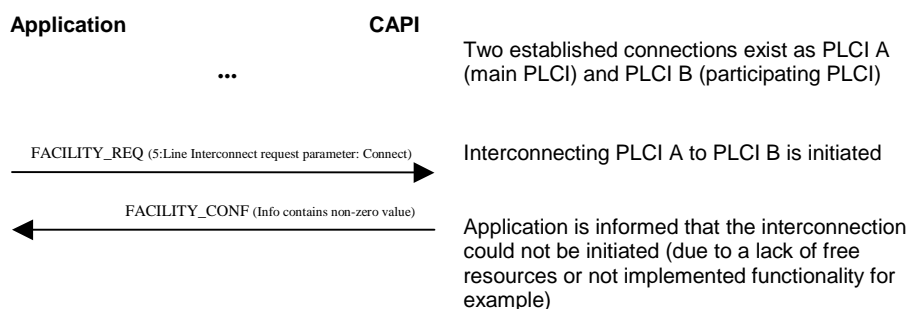 Application CAPI
Two established connections exist as PLCI A
(main PLCI) and PLCI B (participating PLCI)
...
FACILITY_REQ (5:Line Interconnect request parameter: Connect)
Interconnecting PLCI A to PLCI B is initiated
FACILITY_CONF (Info contains non-zero value)
Application is informed that the interconnection
could not be initiated (due to a lack of free
resources or not implemented functionality for
example)